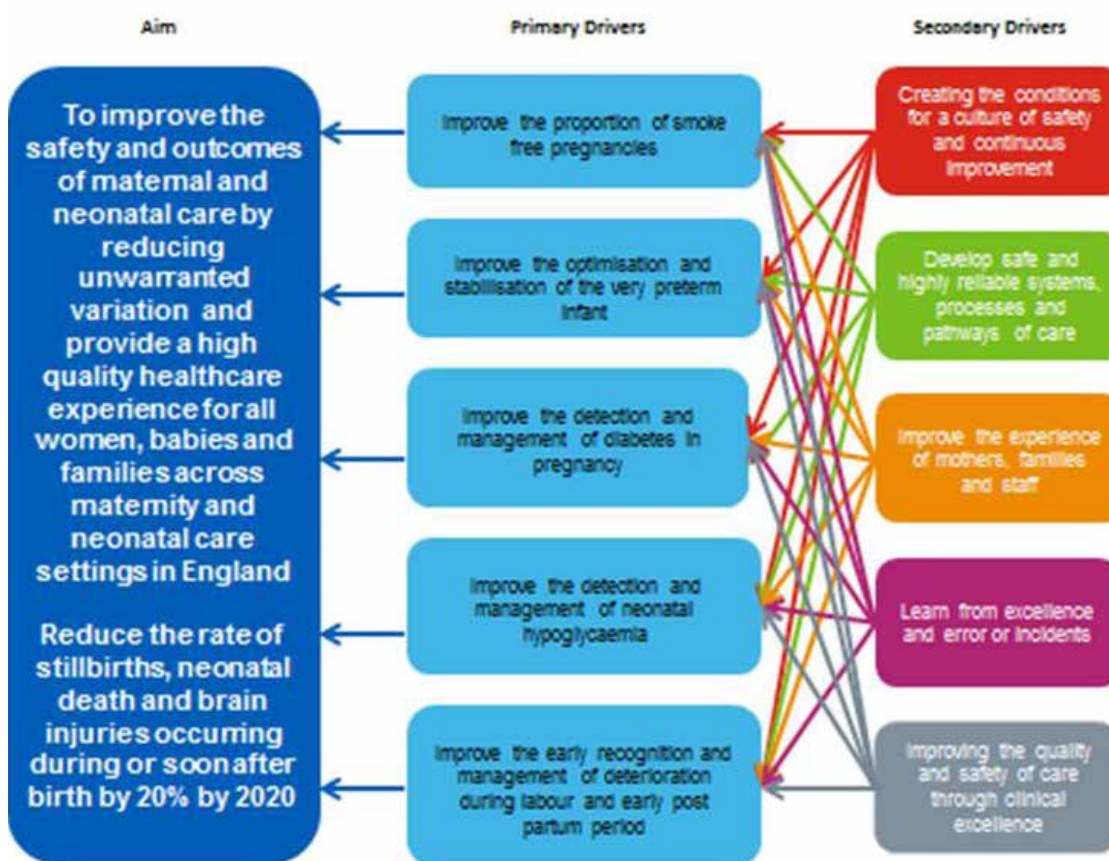 Aim
Primary Drivers
Secondary Drivers
To improve the
safety and outcomes
of maternal and
neonatal care by
reducing
unwarranted
variation and
provide a high
quality healthcare
experience for all
women, babies and
families across
maternity and
neonatal care
settings in England
Reduce the rate of
stillbirths, neonatal
death and brain
injuries occurring
during or soon after
birth by 20% by 2020
Improve the proportion of smoke
free pregnancies
Improve the optimisation and
stabilisation of the very preterm
infant
Improve the detection and
management of diabetes in
pregnancy
Improve the detection and
management of neonatal
hypoglycaemia
Improve the early recognition and
management of deterioration
during labour and early post
partum period
Creating the conditions
for a culture of safety
and continuous
improvement
Develop safe and
highly reliable systems,
processes and
pathways of care
Improve the experience
of mothers, families
and staff
Learn from excellence
and error or incidents
Improving the quality
and safety of care
through clinical
excellence